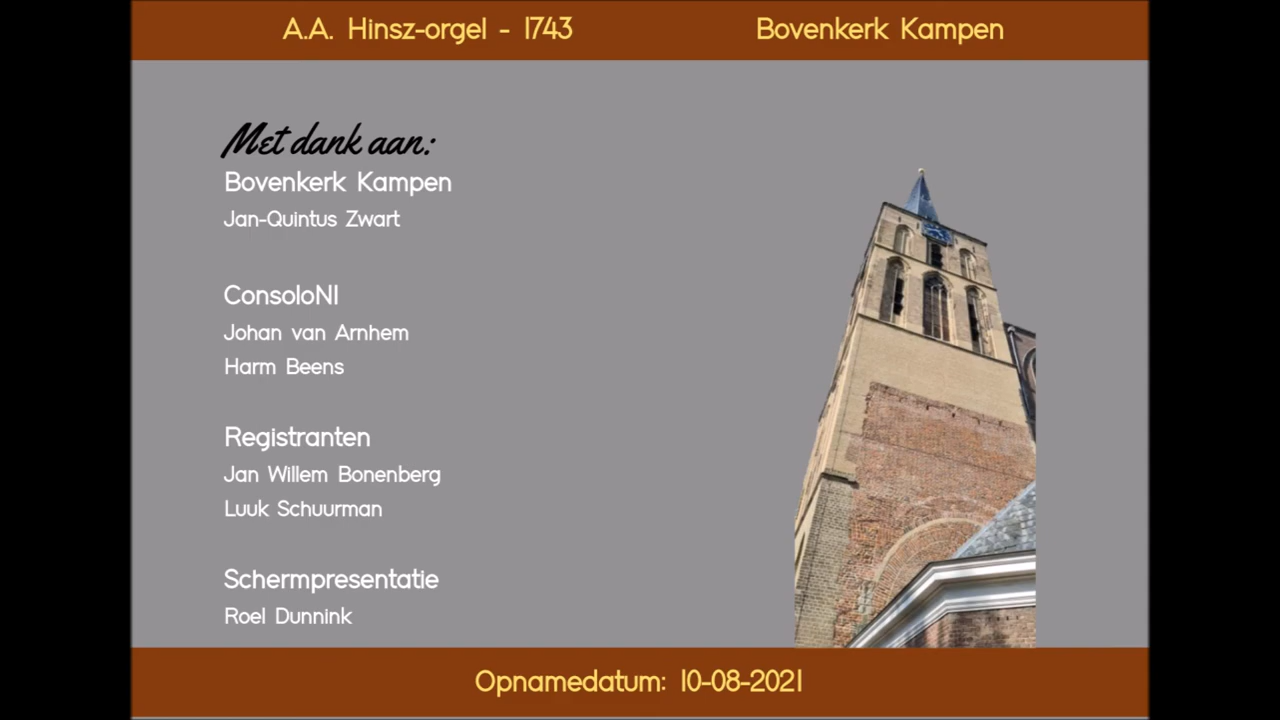 A.A. Hinsz-orgel - 1743 Bovenkerk Kampen
Met dank aan:
Bovenkerk Kampen
Jan-Quintus Zwart
ConsoloNl
Johan van Arnhem
Harm Beens
Registranten
Jan Willem Bonenberg
Luuk Schuurman
Schermpresentatie
Roel Dunnink
Opnamedatum: 10-08-2021